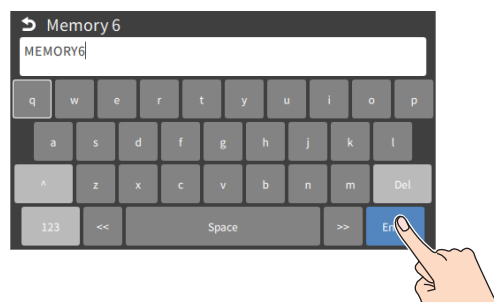 Memory 6
MEMORY6
q w e r t y u i o p
a s d f g h j k l
^ z x c v b n m Del
123 << Space >>